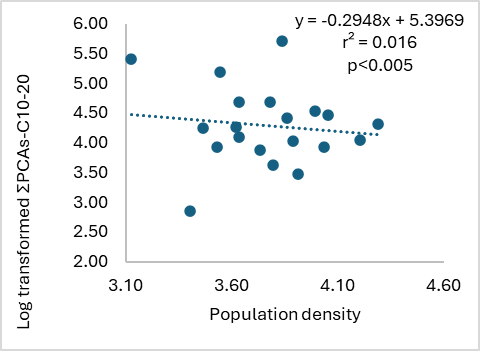 y = -0.2948x + 5.3969
r² = 0.016
p<0.005
6.00
5.50
5.00
4.50
4.00
3.50
3.00
2.50
2.00
Log transformed ΣPCAs-C10-20
3.10 3.60 4.10 4.60
Population density